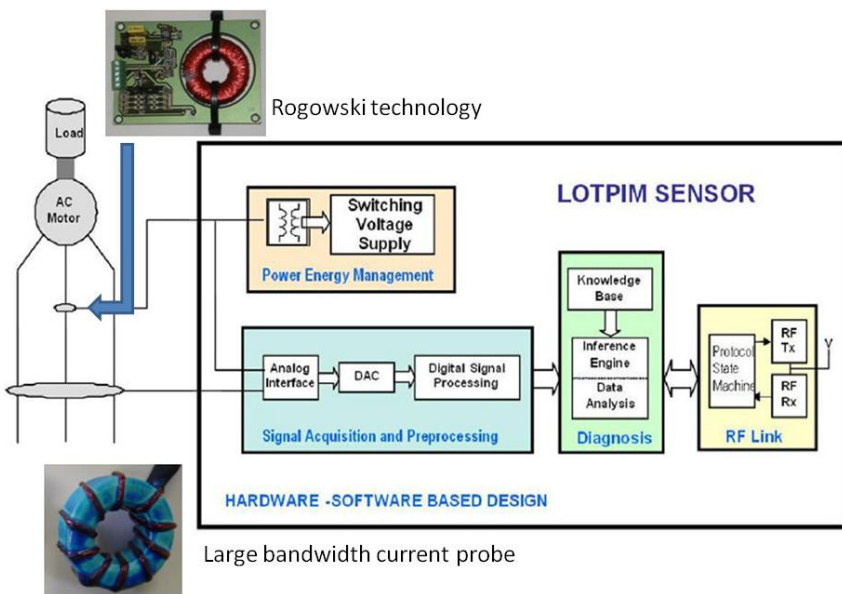 Rogowski technology
Load
AC
Motor
LOTPIM SENSOR
Switching
Voltage
Supply
Power Energy Management
Knowledge
Base
Inference
Engine
Data
Analysis
Diagnosis
Analog
Interface
DAC
Digital Signal
Processing
Signal Acquisition and Preprocessing
Protocol
State
Machine
RF
Tx
RF
Rx
RF Link
HARDWARE -SOFTWARE BASED DESIGN
Large bandwidth current probe